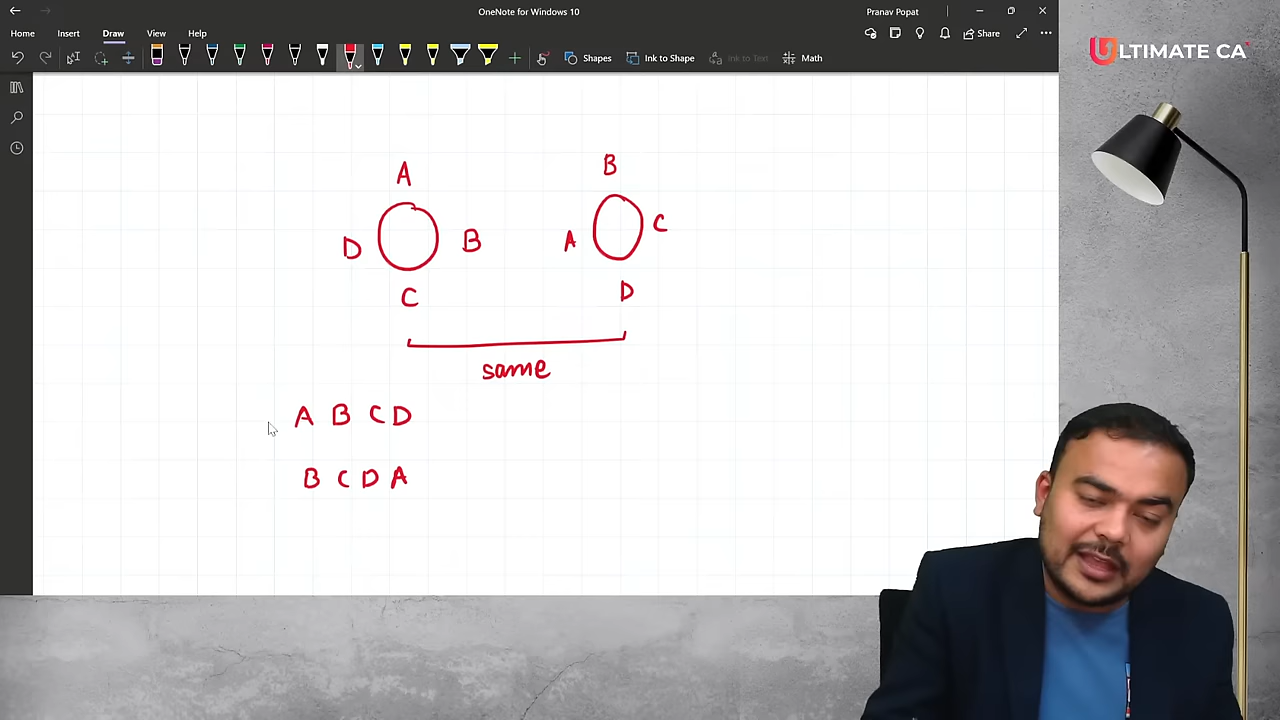 OneNote for Windows 10
Pranav Popat
Home Insert Draw View Help
Share
Shapes Ink to Shape Ink to Text Math
ULTIMATE CA
A B
D B A C
C D
same
A B C D
B C D A